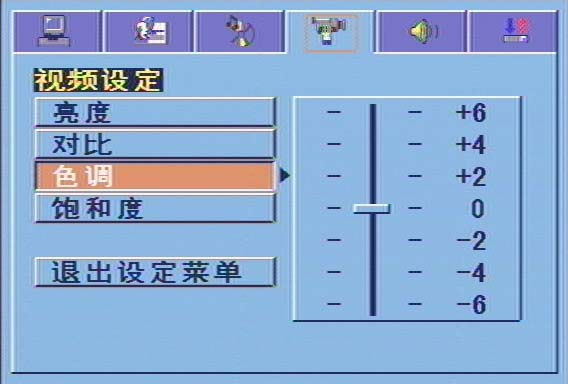 视频设定
亮度
对比
色调
饱和度
退出设定菜单
- - +6
- - +4
- - +2
- - 0
- - -2
- - -4
- - -6